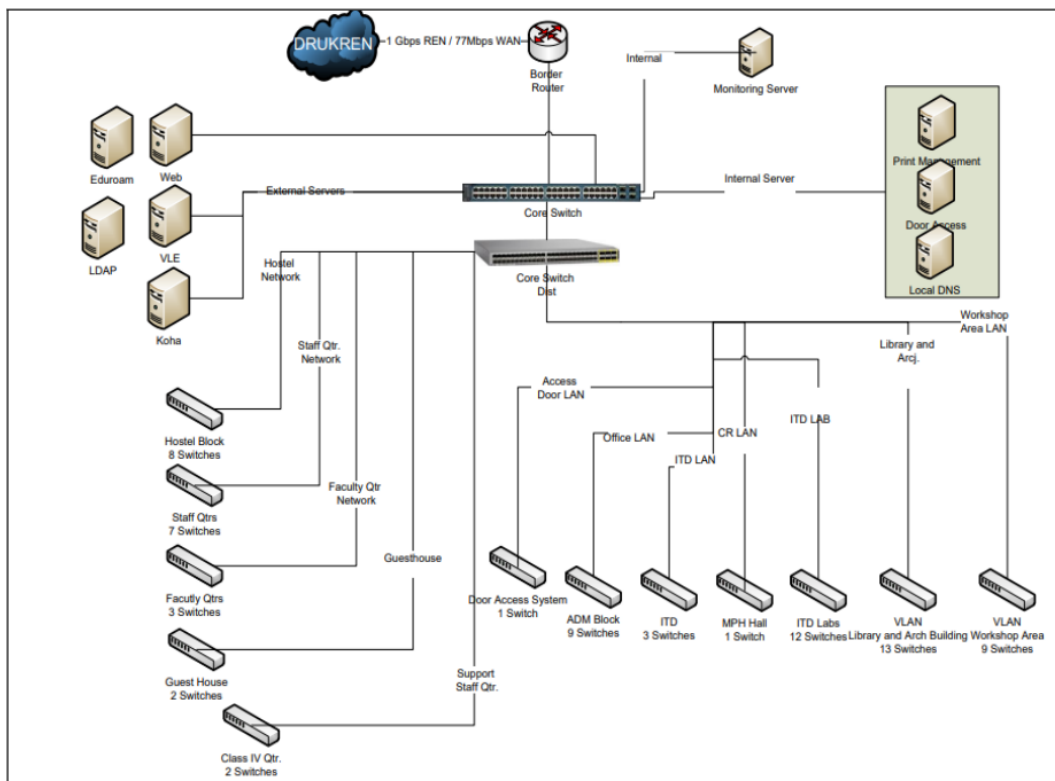 DRUKREN
1 Gbps REN / 77Mbps WAN
Border
Router
Internal
Monitoring Server
Eduroam
Web
External Servers
Core Switch
Internal Server
Print Management
Door Access
Local DNS
LDAP
VLE
Koha
Hostel
Network
Core Switch
Dist
Staff Qtr.
Network
Workshop
Area LAN
Library and
Arcj.
Access
Door LAN
Office LAN
CR LAN
ITD LAB
ITD LAN
Hostel Block
8 Switches
Faculty Qtr
Network
Staff Qtrs
7 Switches
Guesthouse
Facutly Qtrs
3 Switches
Door Access System
1 Switch
ADM Block
9 Switches
ITD
3 Switches
MPH Hall
1 Switch
ITD Labs
12 Switches
VLAN
Library and Arch Building
13 Switches
VLAN
Workshop Area
9 Switches
Guest House
2 Switches
Support
Staff Qtr.
Class IV Qtr.
2 Switches